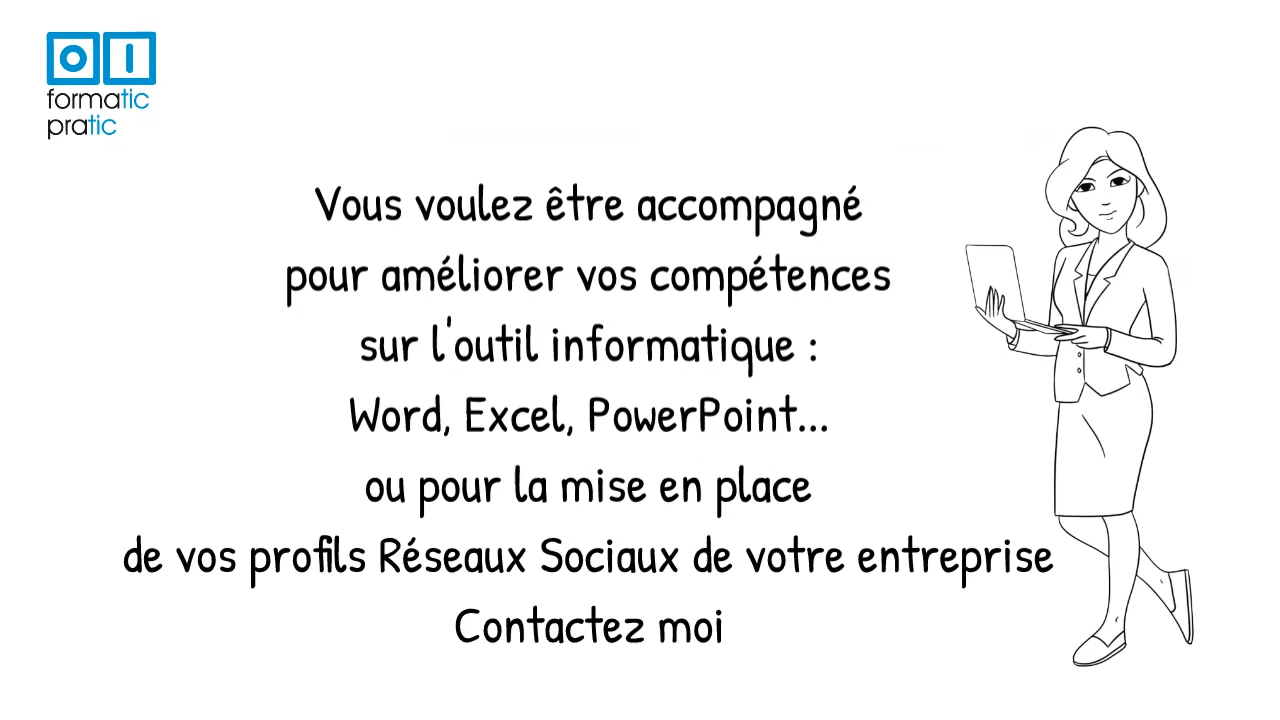 OI
formatic
pratic
Vous voulez être accompagné
pour améliorer vos compétences
sur l'outil informatique :
Word, Excel, PowerPoint...
ou pour la mise en place
de vos profils Réseaux Sociaux de votre entreprise
Contactez moi